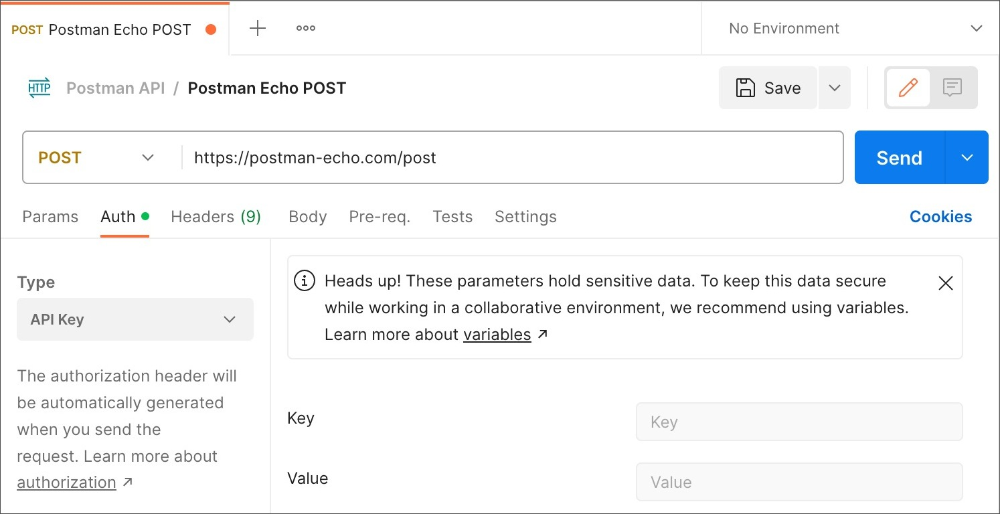 POST Postman Echo POST
No Environment
HTTP Postman API / Postman Echo POST
Save
POST
https://postman-echo.com/post
Send
Params Auth Headers (9) Body Pre-req. Tests Settings
Cookies
Type
API Key
The authorization header will
be automatically generated
when you send the
request. Learn more about
authorization ↗
Heads up! These parameters hold sensitive data. To keep this data secure
while working in a collaborative environment, we recommend using variables.
Learn more about variables ↗
Key
Key
Value
Value